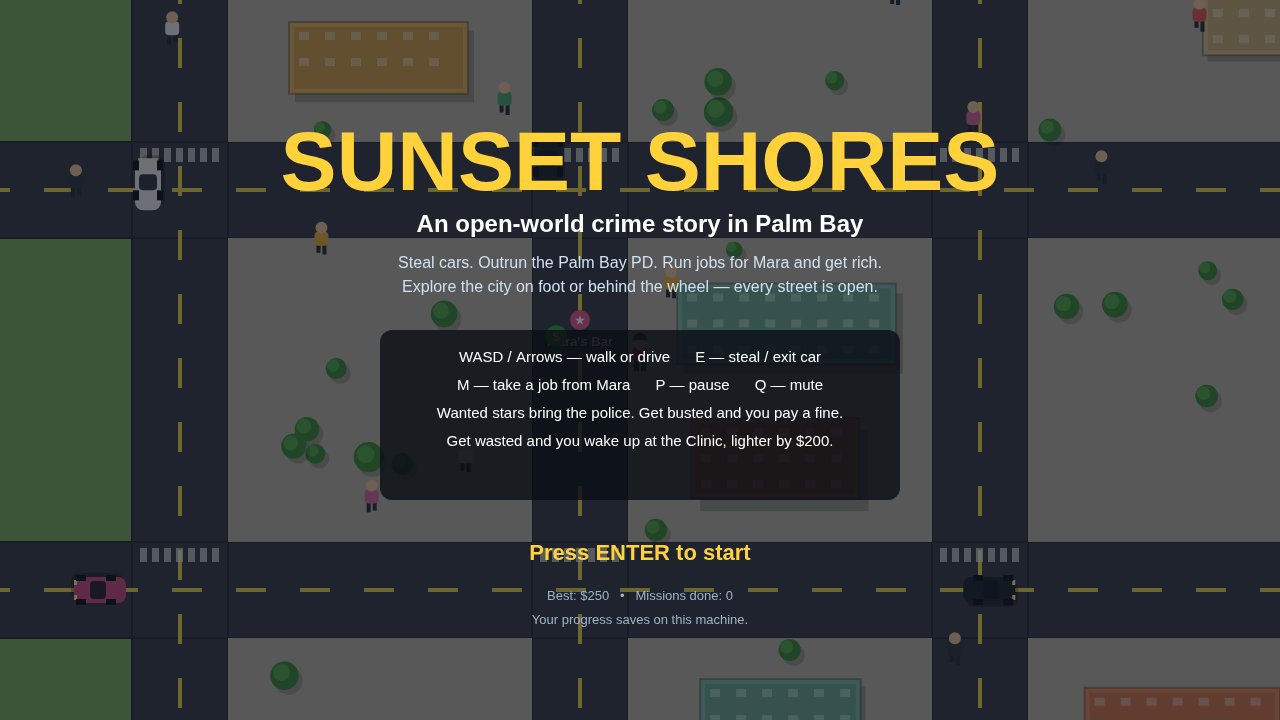 SUNSET SHORES
An open-world crime story in Palm Bay
Steal cars. Outrun the Palm Bay PD. Run jobs for Mara and get rich.
Explore the city on foot or behind the wheel — every street is open.
Mara's Bar
WASD / Arrows — walk or drive E — steal / exit car
M — take a job from Mara P — pause Q — mute
Wanted stars bring the police. Get busted and you pay a fine.
Get wasted and you wake up at the Clinic, lighter by $200.
Press ENTER to start
Best: $250 • Missions done: 0
Your progress saves on this machine.